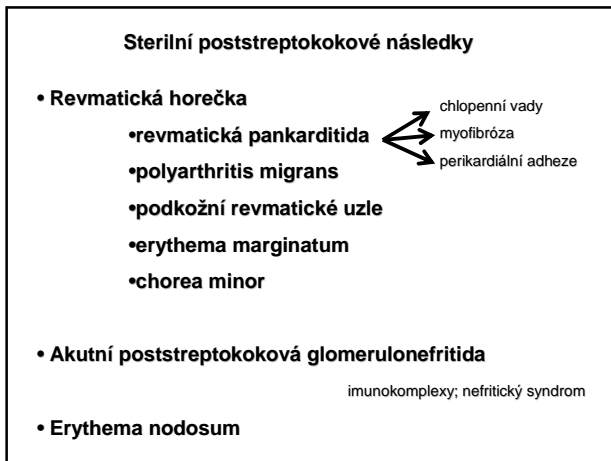 Sterilní poststreptokokové následky
• Revmatická horečka
•revmatická pankarditida
chlopenní vady
myofibróza
perikardiální adheze
•polyarthritis migrans
•podkožní revmatické uzle
•erythema marginatum
•chorea minor
• Akutní poststreptokoková glomerulonefritida
imunokomplexy; nefritický syndrom
• Erythema nodosum